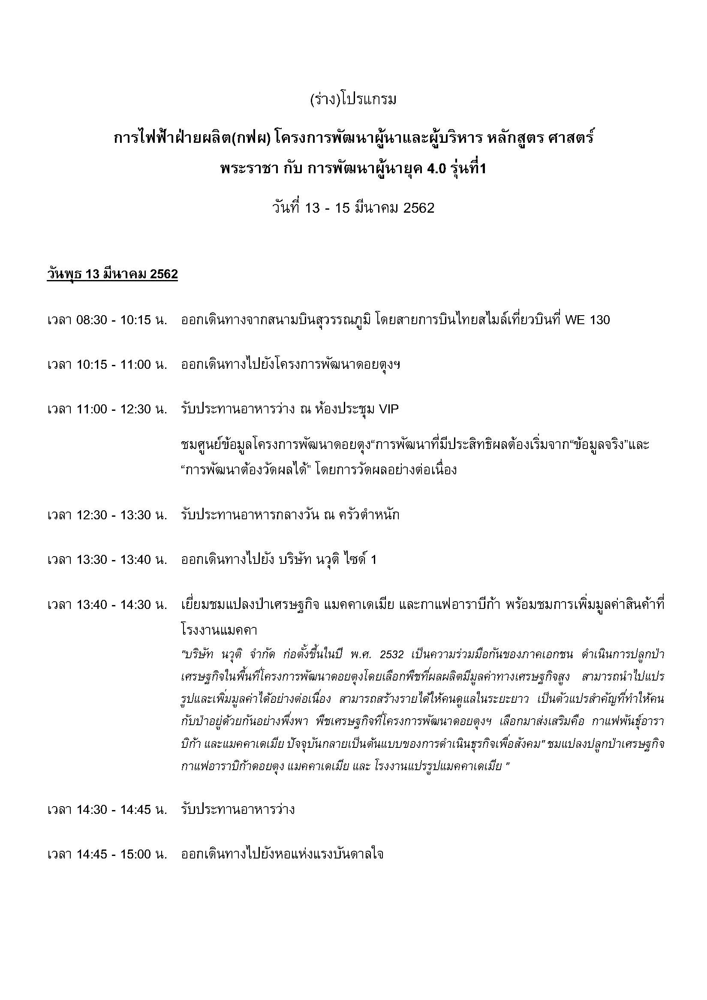 (ร่าง)โปรแกรม
การไฟฟ้าฝ่ายผลิต(กฟผ) โครงการพัฒนาผู้นาและผู้บริหาร หลักสูตร ศาสตร์
พระราชา กับ การพัฒนาผู้นายุค 4.0 รุ่นที่1
วันที่ 13 - 15 มีนาคม 2562
วันพุธ 13 มีนาคม 2562
เวลา 08:30 - 10:15 น. ออกเดินทางจากสนามบินสุวรรณภูมิ โดยสายการบินไทยสไมล์เที่ยวบินที่ WE 130
เวลา 10:15 - 11:00 น. ออกเดินทางไปยังโครงการพัฒนาดอยตุงฯ
เวลา 11:00 - 12:30 น. รับประทานอาหารว่าง ณ ห้องประชุม VIP
ชมศูนย์ข้อมูลโครงการพัฒนาดอยตุง“การพัฒนาที่มีประสิทธิผลต้องเริ่มจาก“ข้อมูลจริง”และ
“การพัฒนาต้องวัดผลได้” โดยการวัดผลอย่างต่อเนื่อง
เวลา 12:30 - 13:30 น. รับประทานอาหารกลางวัน ณ ครัวตำหนัก
เวลา 13:30 - 13:40 น. ออกเดินทางไปยัง บริษัท นวุติ ไซด์ 1
เวลา 13:40 - 14:30 น. เยี่ยมชมแปลงป่าเศรษฐกิจ แมคคาเดเมีย และกาแฟอาราบีก้า พร้อมชมการเพิ่มมูลค่าสินค้าที่
โรงงานแมคคา
"บริษัท นวุติ จำกัด ก่อตั้งขึ้นในปี พ.ศ. 2532 เป็นความร่วมมือกันของภาคเอกชน ดำเนินการปลูกป่า
เศรษฐกิจในพื้นที่โครงการพัฒนาดอยตุงโดยเลือกพืชที่ผลผลิตมีมูลค่าทางเศรษฐกิจสูง สามารถนำไปแปร
รูปและเพิ่มมูลค่าได้อย่างต่อเนื่อง สามารถสร้างรายได้ให้คนดูแลในระยะยาว เป็นตัวแปรสำคัญที่ทำให้คน
กับป่าอยู่ด้วยกันอย่างพึ่งพา พืชเศรษฐกิจที่โครงการพัฒนาดอยตุงฯ เลือกมาส่งเสริมคือ กาแฟพันธุ์อารา
บิก้า และแมคคาเดเมีย ปัจจุบันกลายเป็นต้นแบบของการดำเนินธุรกิจเพื่อสังคม" ชมแปลงปลูกป่าเศรษฐกิจ
กาแฟอาราบิก้าดอยตุง แมคคาเดเมีย และ โรงงานแปรรูปแมคคาเดเมีย "
เวลา 14:30 - 14:45 น. รับประทานอาหารว่าง
เวลา 14:45 - 15:00 น. ออกเดินทางไปยังหอแห่งแรงบันดาลใจ